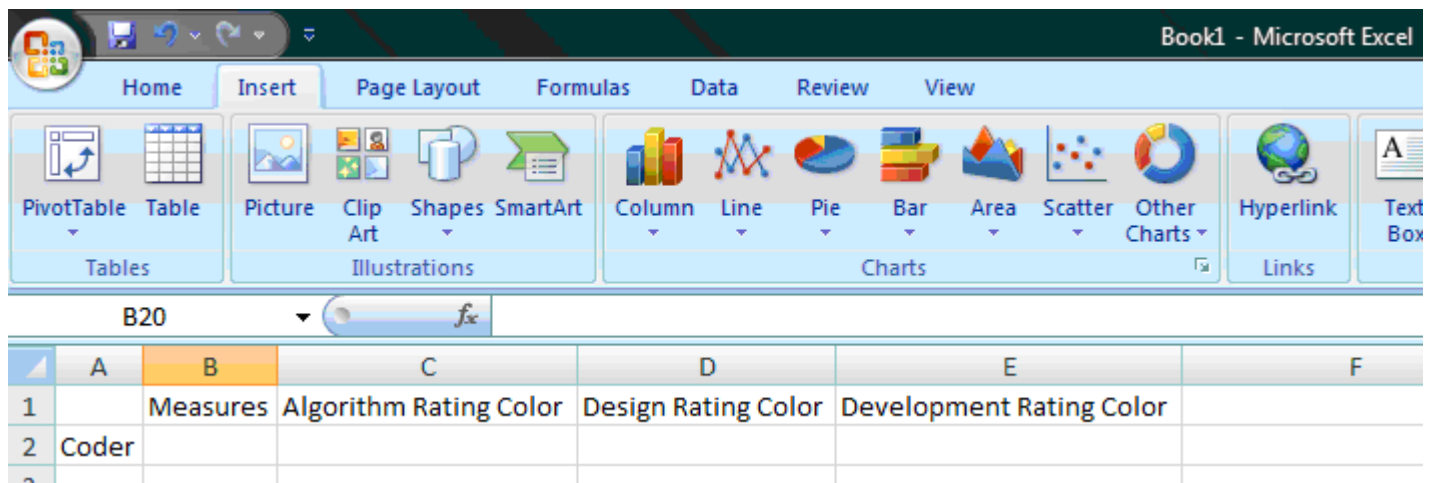 Book1 - Microsoft Excel
Home Insert Page Layout Formulas Data Review View
PivotTable Table Picture Clip Art Shapes SmartArt Column Line Pie Bar Area Scatter Other Charts Hyperlink Text Box
Tables Illustrations Charts Links
B20 fx
A B C D E F
1 Measures Algorithm Rating Color Design Rating Color Development Rating Color
2 Coder